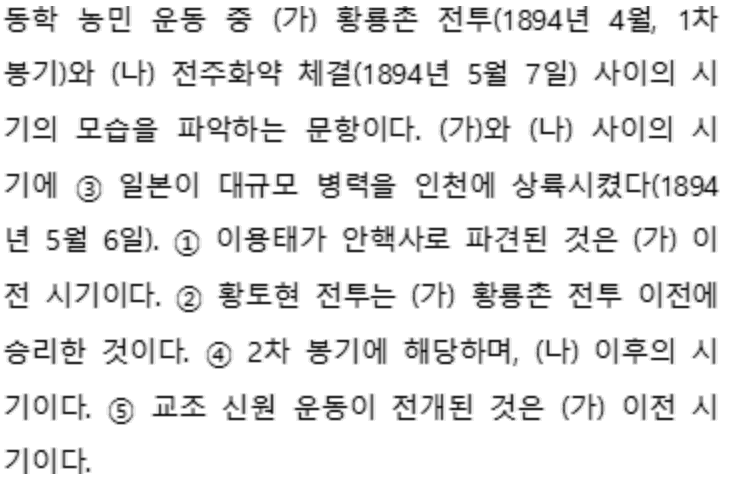 동학 농민 운동 중 (가) 황룡촌 전투(1894년 4월, 1차
봉기)와 (나) 전주화약 체결(1894년 5월 7일) 사이의 시
기의 모습을 파악하는 문항이다. (가)와 (나) 사이의 시
기에 ③ 일본이 대규모 병력을 인천에 상륙시켰다(1894
년 5월 6일). ① 이용태가 안핵사로 파견된 것은 (가) 이
전 시기이다. ② 황토현 전투는 (가) 황룡촌 전투 이전에
승리한 것이다. ④ 2차 봉기에 해당하며, (나) 이후의 시
기이다. ⑤ 교조 신원 운동이 전개된 것은 (가) 이전 시
기이다.